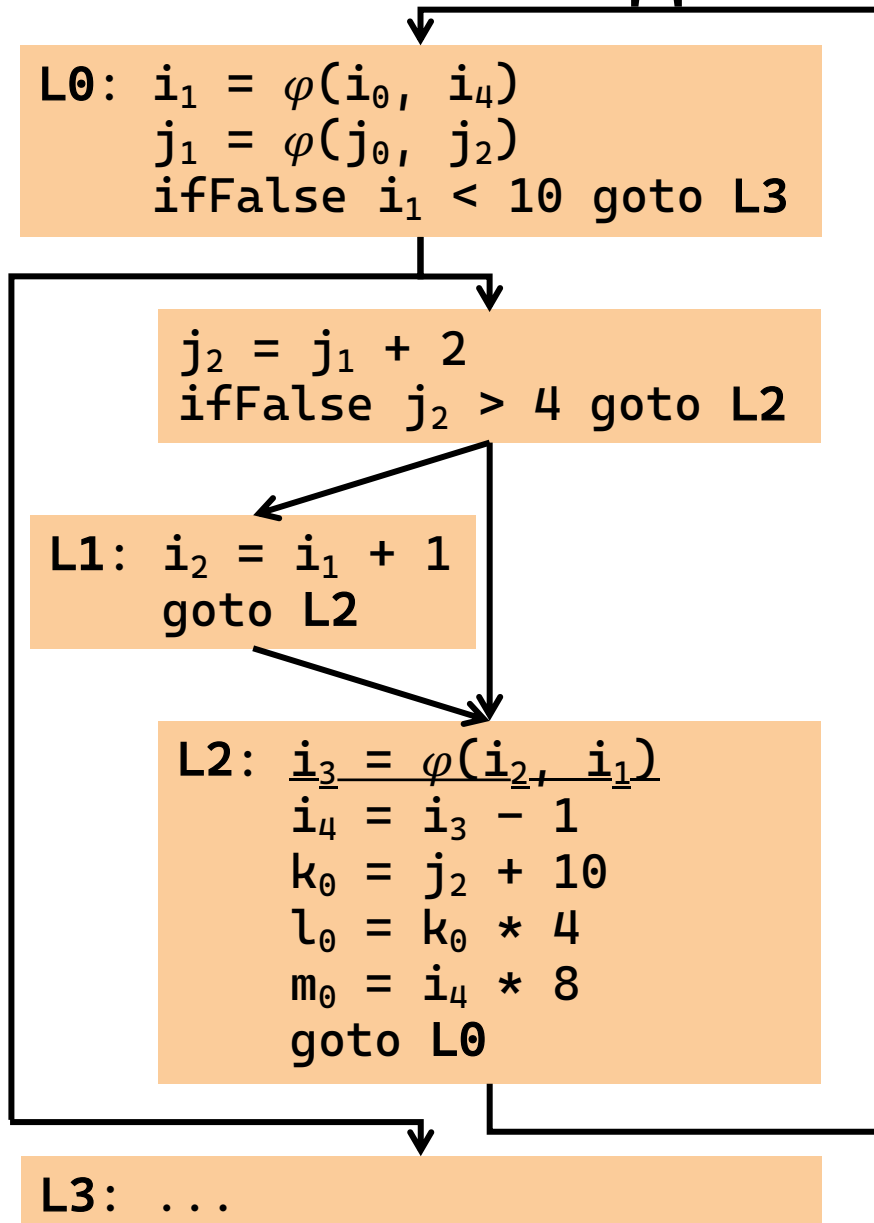 L0: i₁ = φ(i₀, i₄)
j₁ = φ(j₀, j₂)
ifFalse i₁ < 10 goto L3
j₂ = j₁ + 2
ifFalse j₂ > 4 goto L2
L1: i₂ = i₁ + 1
goto L2
L2: i₃ = φ(i₂, i₁)
i₄ = i₃ − 1
k₀ = j₂ + 10
l₀ = k₀ * 4
m₀ = i₄ * 8
goto L0
L3: ...